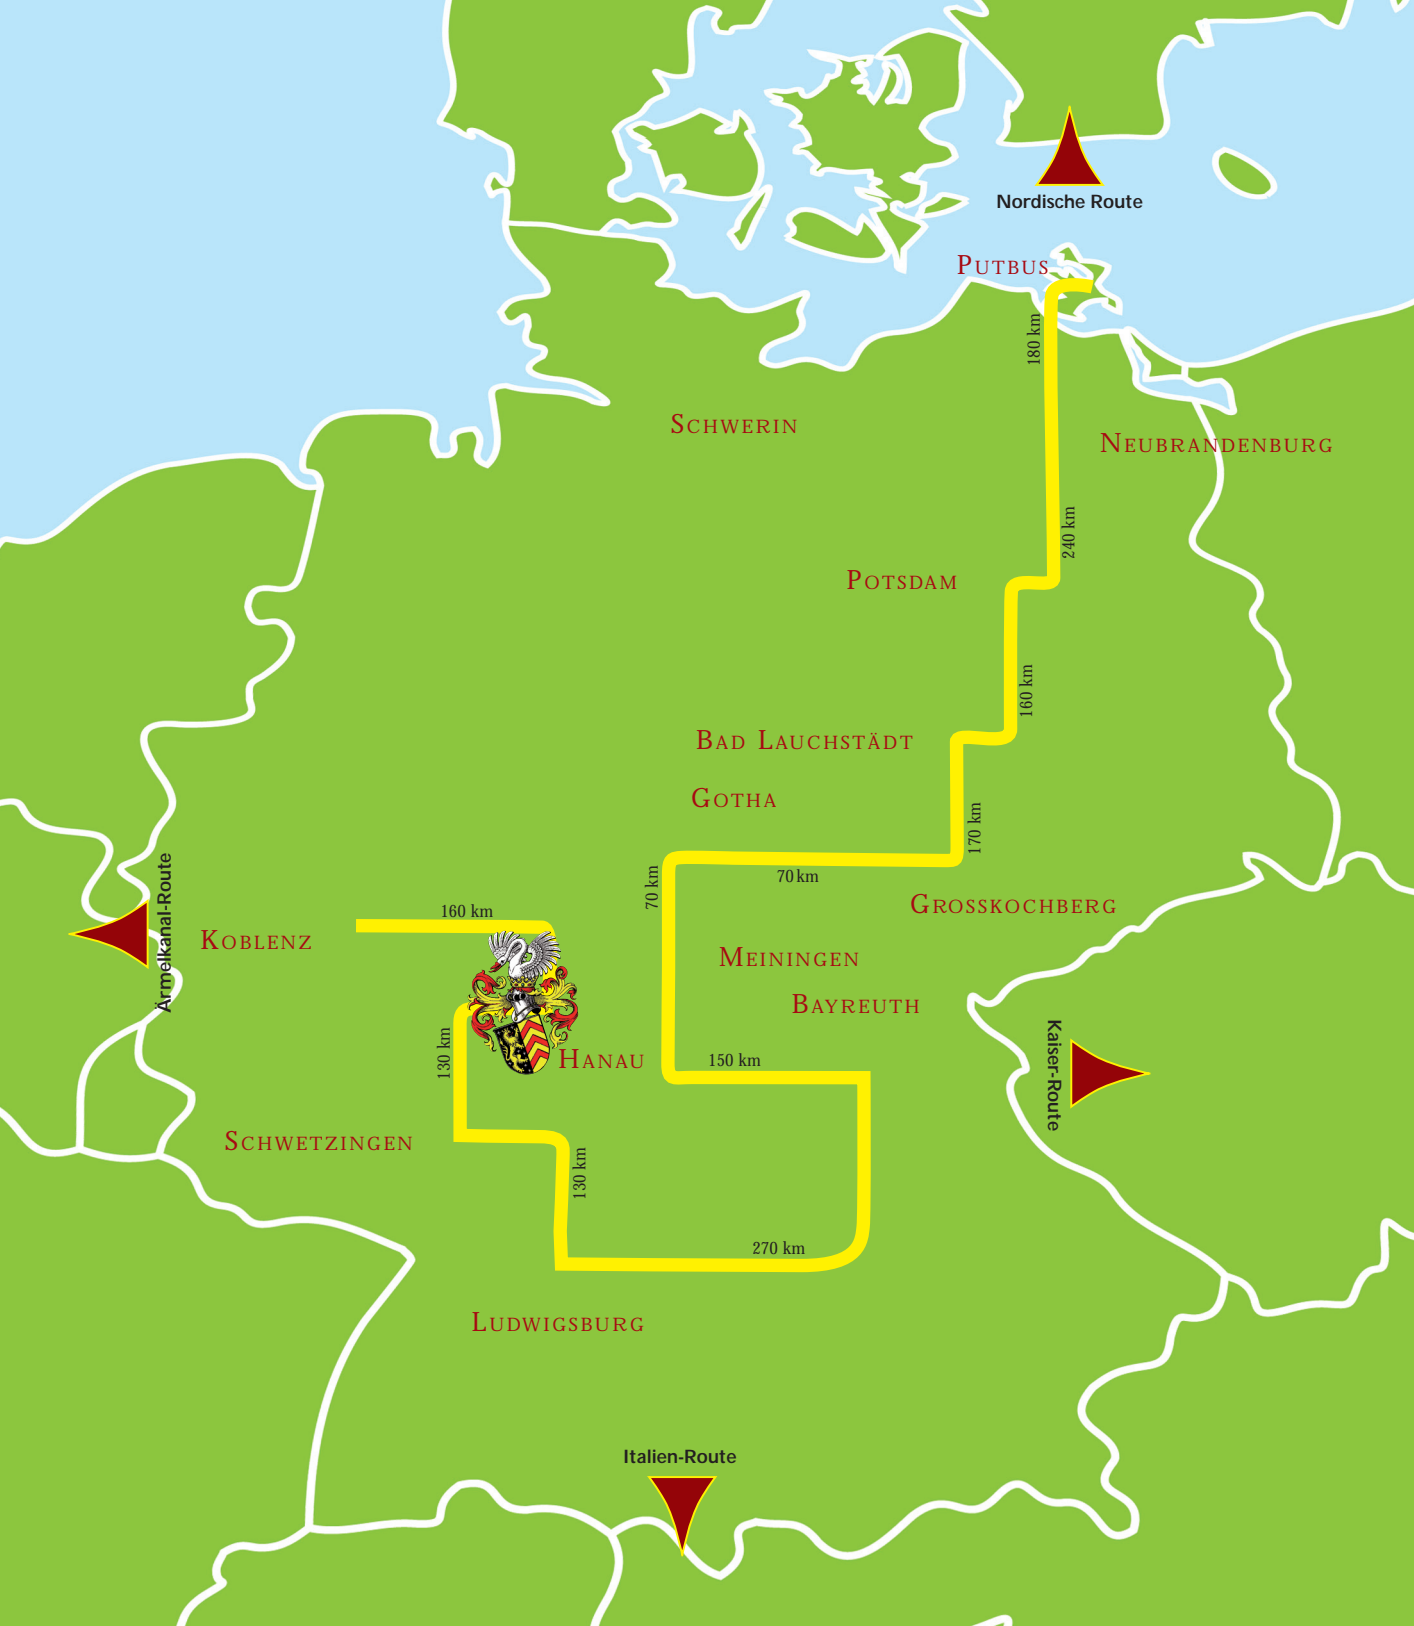 Nordische Route
PUTBUS
180 km
SCHWERIN
NEUBRANDENBURG
240 km
POTSDAM
160 km
BAD LAUCHSTÄDT
GOTHA
170 km
70 km
70 km
Ärmelkanal-Route
GROSSKOCHBERG
160 km
KOBLENZ
MEININGEN
BAYREUTH
130 km
HANAU
150 km
Kaiser-Route
SCHWETZINGEN
130 km
270 km
LUDWIGSBURG
Italien-Route